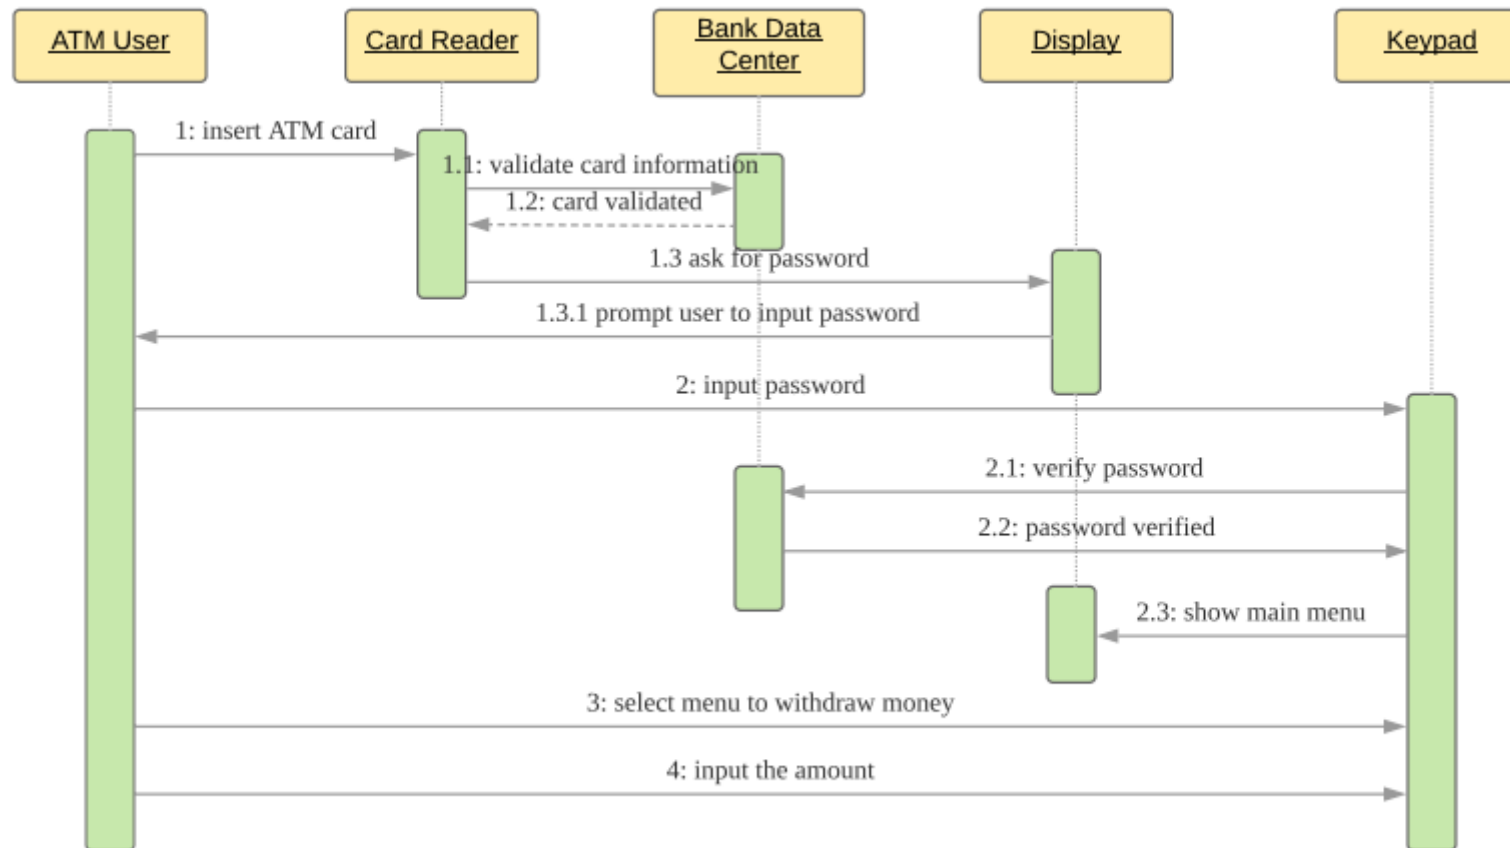 ATM User
Card Reader
Bank Data
Center
Display
Keypad
1: insert ATM card
1.1: validate card information
1.2: card validated
1.3 ask for password
1.3.1 prompt user to input password
2: input password
2.1: verify password
2.2: password verified
2.3: show main menu
3: select menu to withdraw money
4: input the amount